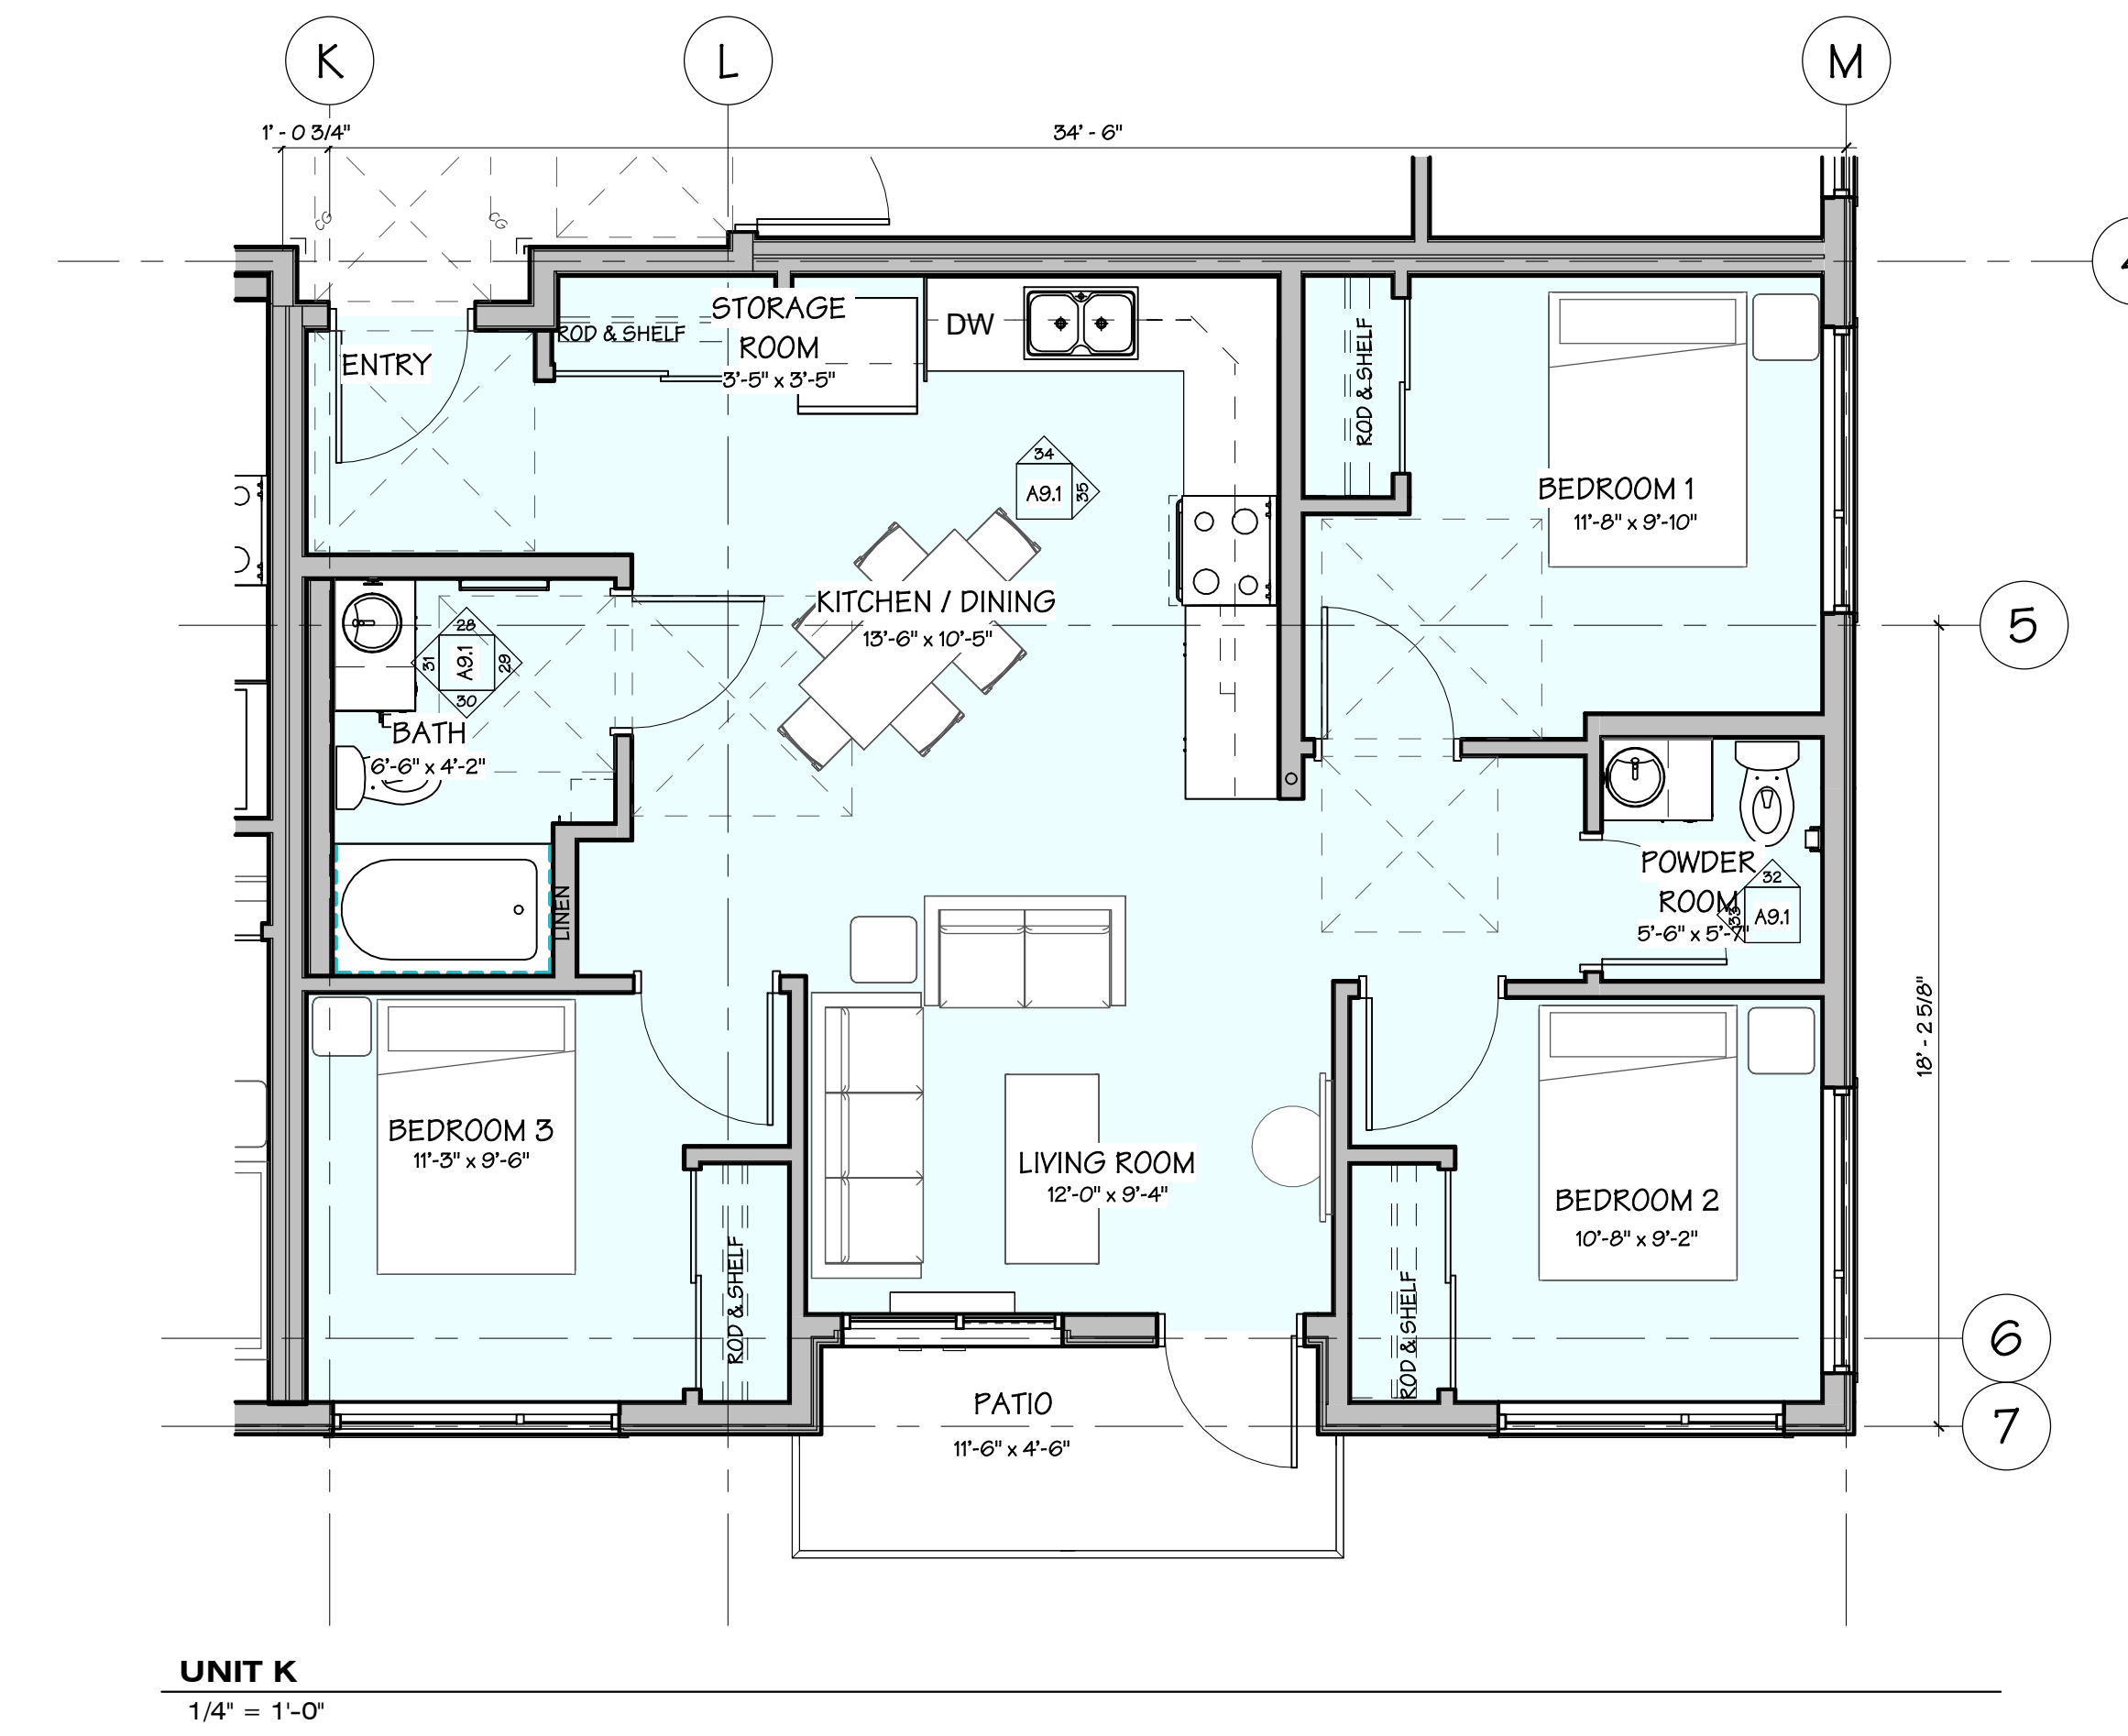 K
L
M
1' - 0 3/4"
34' - 6"
CG
CG
STORAGE
ROOM
3'-5" x 3'-5"
ROD & SHELF
DW
ENTRY
ROD & SHELF
34
A9.1
35
BEDROOM 1
11'-8" x 9'-10"
KITCHEN / DINING
13'-6" x 10'-5"
5
28
31
A9.1
29
30
BATH
6'-6" x 4'-2"
LINEN
POWDER
ROOM
5'-6" x 5'-7"
32
33
A9.1
18' - 2 5/8"
BEDROOM 3
11'-3" x 9'-6"
LIVING ROOM
12'-0" x 9'-4"
BEDROOM 2
10'-8" x 9'-2"
ROD & SHELF
ROD & SHELF
6
PATIO
11'-6" x 4'-6"
7
UNIT K
1/4" = 1'-0"